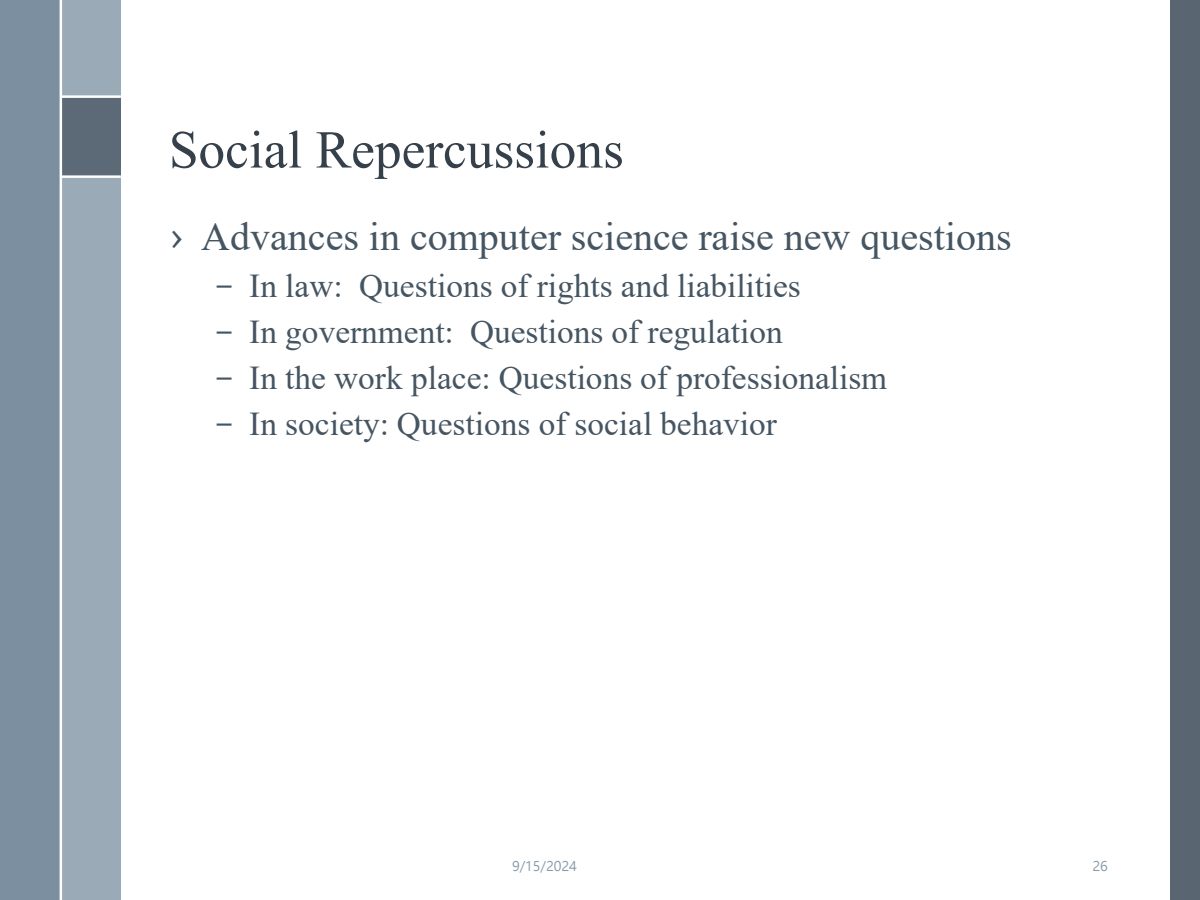 Social Repercussions
› Advances in computer science raise new questions
– In law:  Questions of rights and liabilities
– In government:  Questions of regulation
– In the work place: Questions of professionalism
– In society: Questions of social behavior
9/15/2024
26